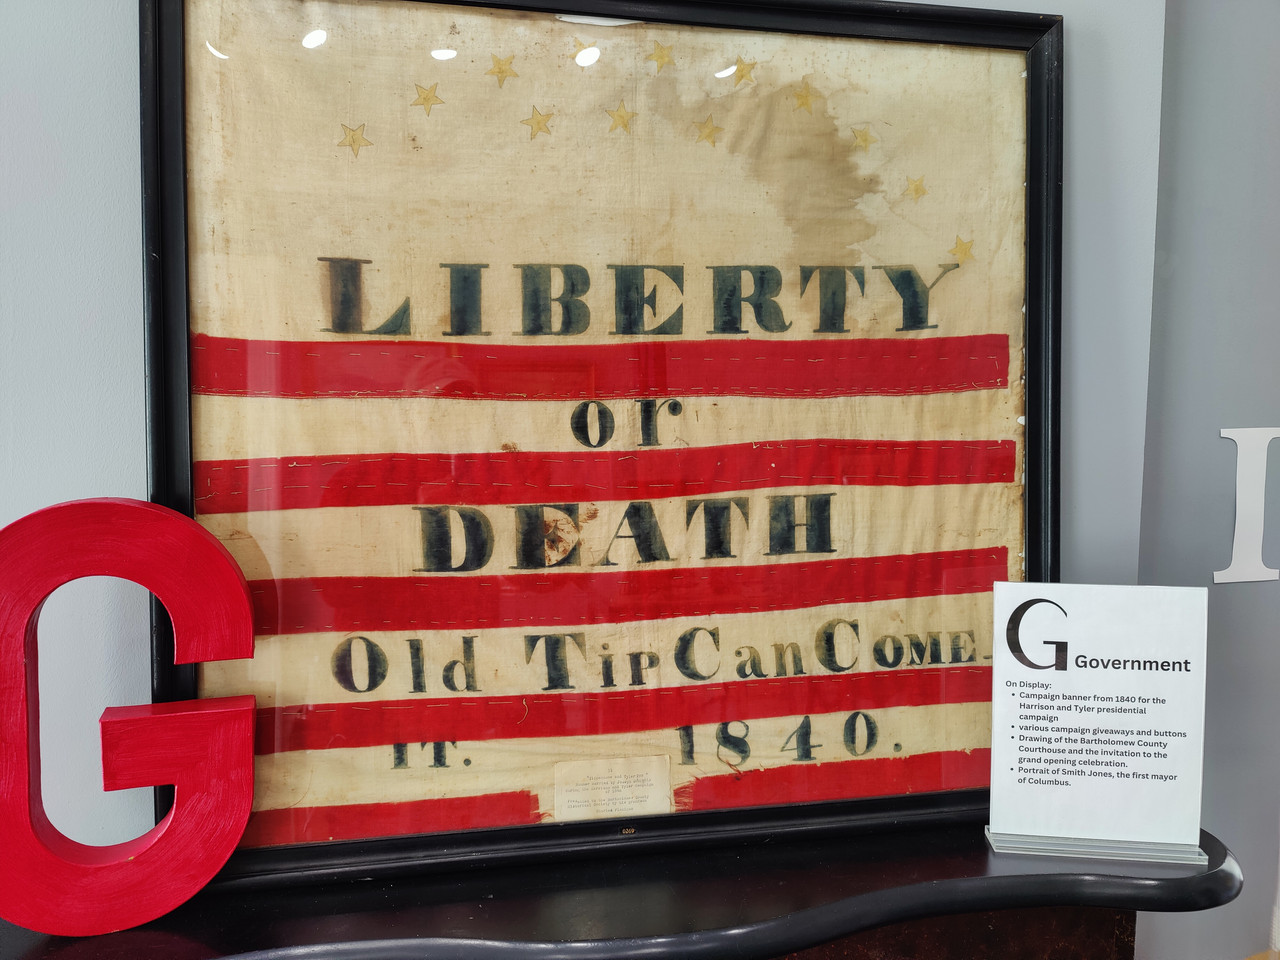 LIBERTY
or
DEATH
Old Tip Can COME
IT. 1840.
G
G Government
On Display:
• Campaign banner from 1840 for the
Harrison and Tyler presidential
campaign
• various campaign giveaways and buttons
• Drawing of the Bartholomew County
Courthouse and the invitation to the
grand opening celebration.
• Portrait of Smith Jones, the first mayor
of Columbus.
I